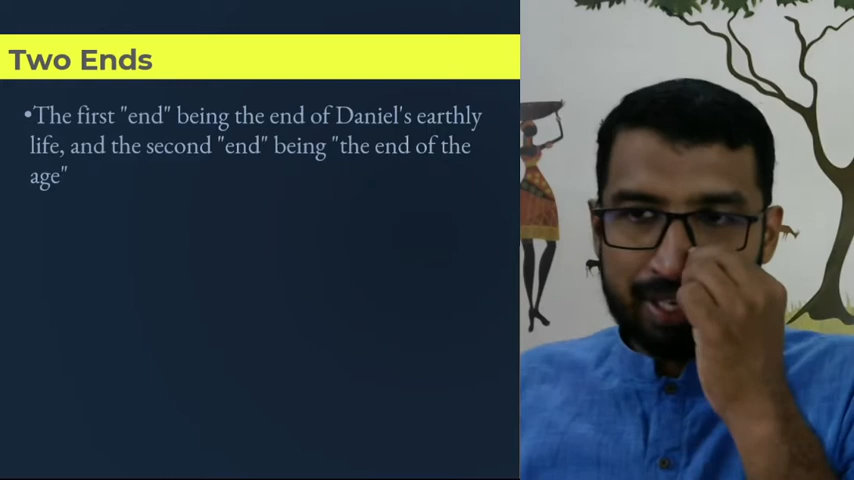 Two Ends
•The first "end" being the end of Daniel's earthly
life, and the second "end" being "the end of the
age"